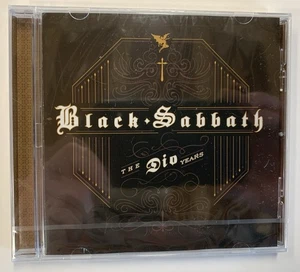 Black Sabbath
THE Dio YEARS